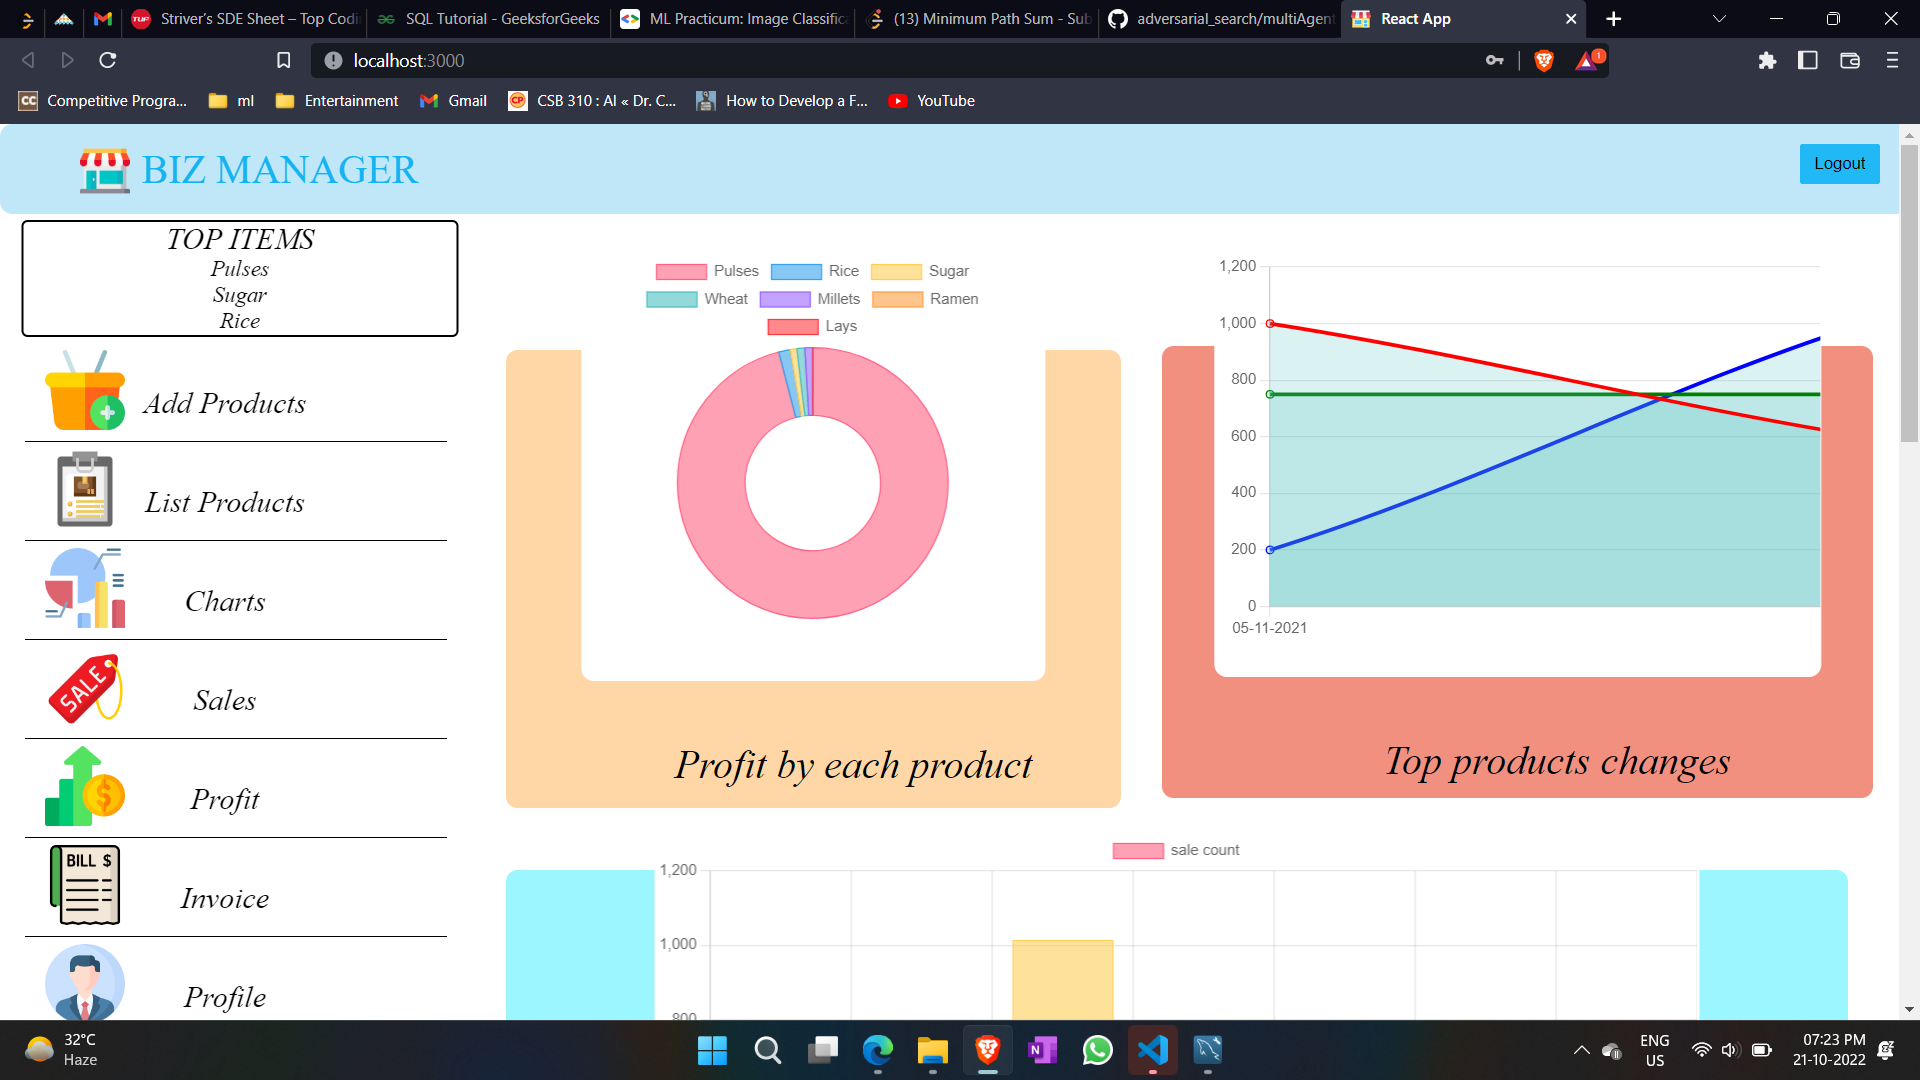 Striver's SDE Sheet – Top Codi
SQL Tutorial - GeeksforGeeks
ML Practicum: Image Classific
(13) Minimum Path Sum - Sub
adversarial_search/multiAgent
React App
localhost:3000
1
CC
Competitive Progra...
ml
Entertainment
Gmail
CP
CSB 310 : AI « Dr. C...
How to Develop a F...
YouTube
BIZ MANAGER
Logout
TOP ITEMS
Pulses
Sugar
Rice
Add Products
List Products
Charts
SALE
Sales
Profit
BILL $
Invoice
Profile
Pulses
Rice
Sugar
Wheat
Millets
Ramen
Lays
Profit by each product
1,200
1,000
800
600
400
200
0
05-11-2021
Top products changes
sale count
1,200
1,000
800
32°C
Haze
ENG
US
07:23 PM
21-10-2022